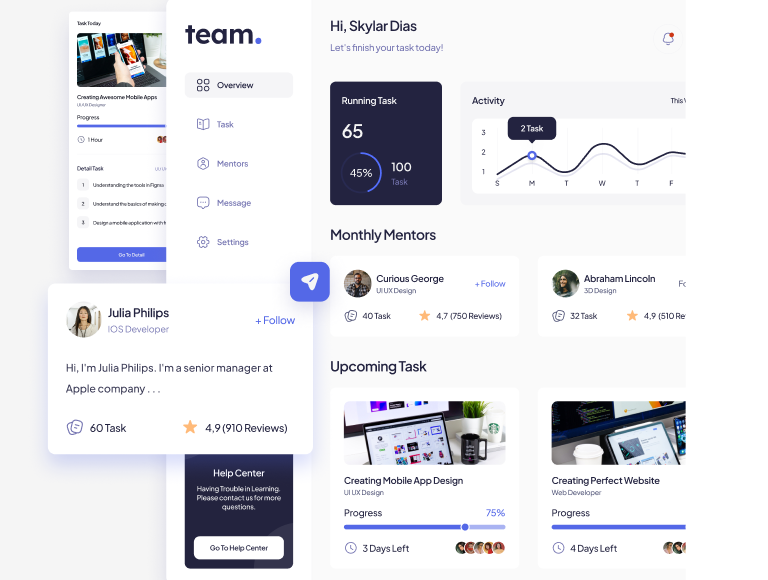 Task Today
Creating Awesome Mobile Apps
UI UX Designer
Progress
1 Hour
Detail Task
1 Understanding the tools in Figma
2 Understand the basics of making
3 Design a mobile application with
Go To Detail
team.
Overview
Task
Mentors
Message
Settings
Julia Philips
IOS Developer
+ Follow
Hi, I'm Julia Philips. I'm a senior manager at
Apple company . . .
60 Task
4,9 (910 Reviews)
Help Center
Having Trouble in Learning.
Please contact us for more
questions.
Go To Help Center
Hi, Skylar Dias
Let's finish your task today!
Running Task
65
45%
100
Task
Activity
This
2 Task
3
2
1
S M T W T F
Monthly Mentors
Curious George
UI UX Design
+ Follow
40 Task
4,7 (750 Reviews)
Abraham Lincoln
3D Design
Fo
32 Task
4,9 (510 Re
Upcoming Task
Creating Mobile App Design
UI UX Design
Progress 75%
3 Days Left
Creating Perfect Website
Web Developer
Progress
4 Days Left